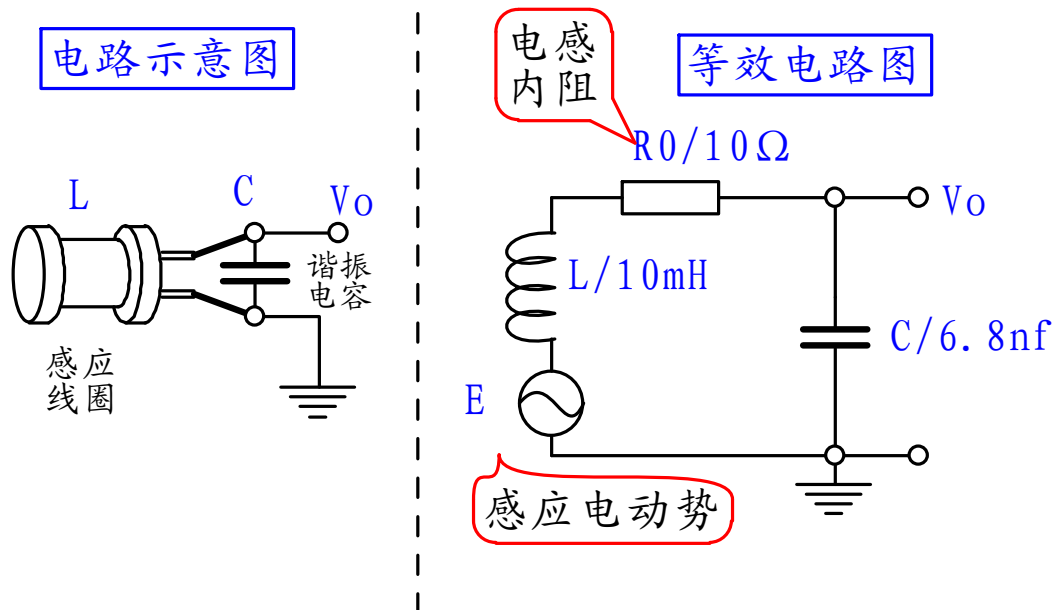 电路示意图
L
C
Vo
谐振
电容
感应
线圈
电感
内阻
等效电路图
R0/10Ω
Vo
L/10mH
C/6.8nf
E
感应电动势